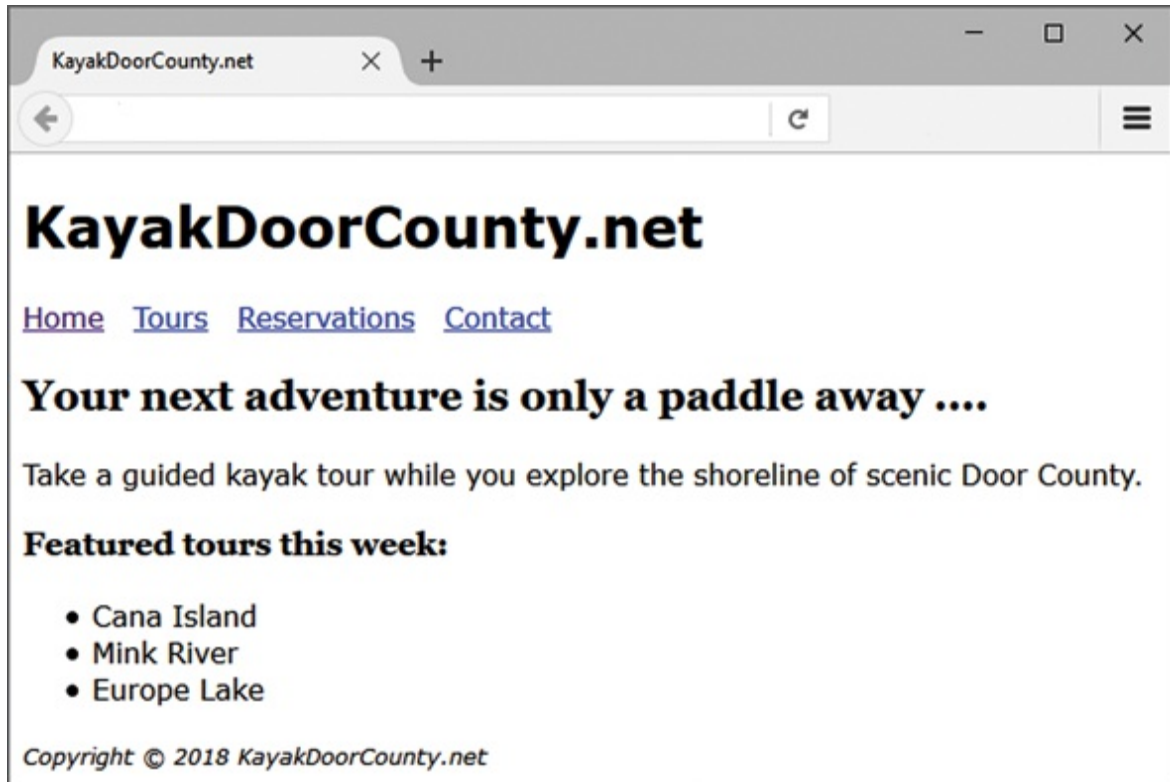 KayakDoorCounty.net
KayakDoorCounty.net
Home Tours Reservations Contact
Your next adventure is only a paddle away ....
Take a guided kayak tour while you explore the shoreline of scenic Door County.
Featured tours this week:
• Cana Island
• Mink River
• Europe Lake
Copyright © 2018 KayakDoorCounty.net